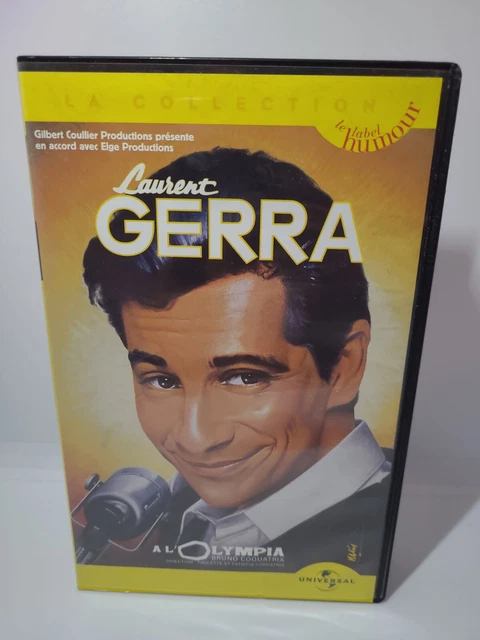 LA COLLECTION
le label
humour
Gilbert Coullier Productions présente
en accord avec Elge Productions
Laurent
GERRA
A L'OLYMPIA
BRUNO COQUATRIX
UNIVERSAL